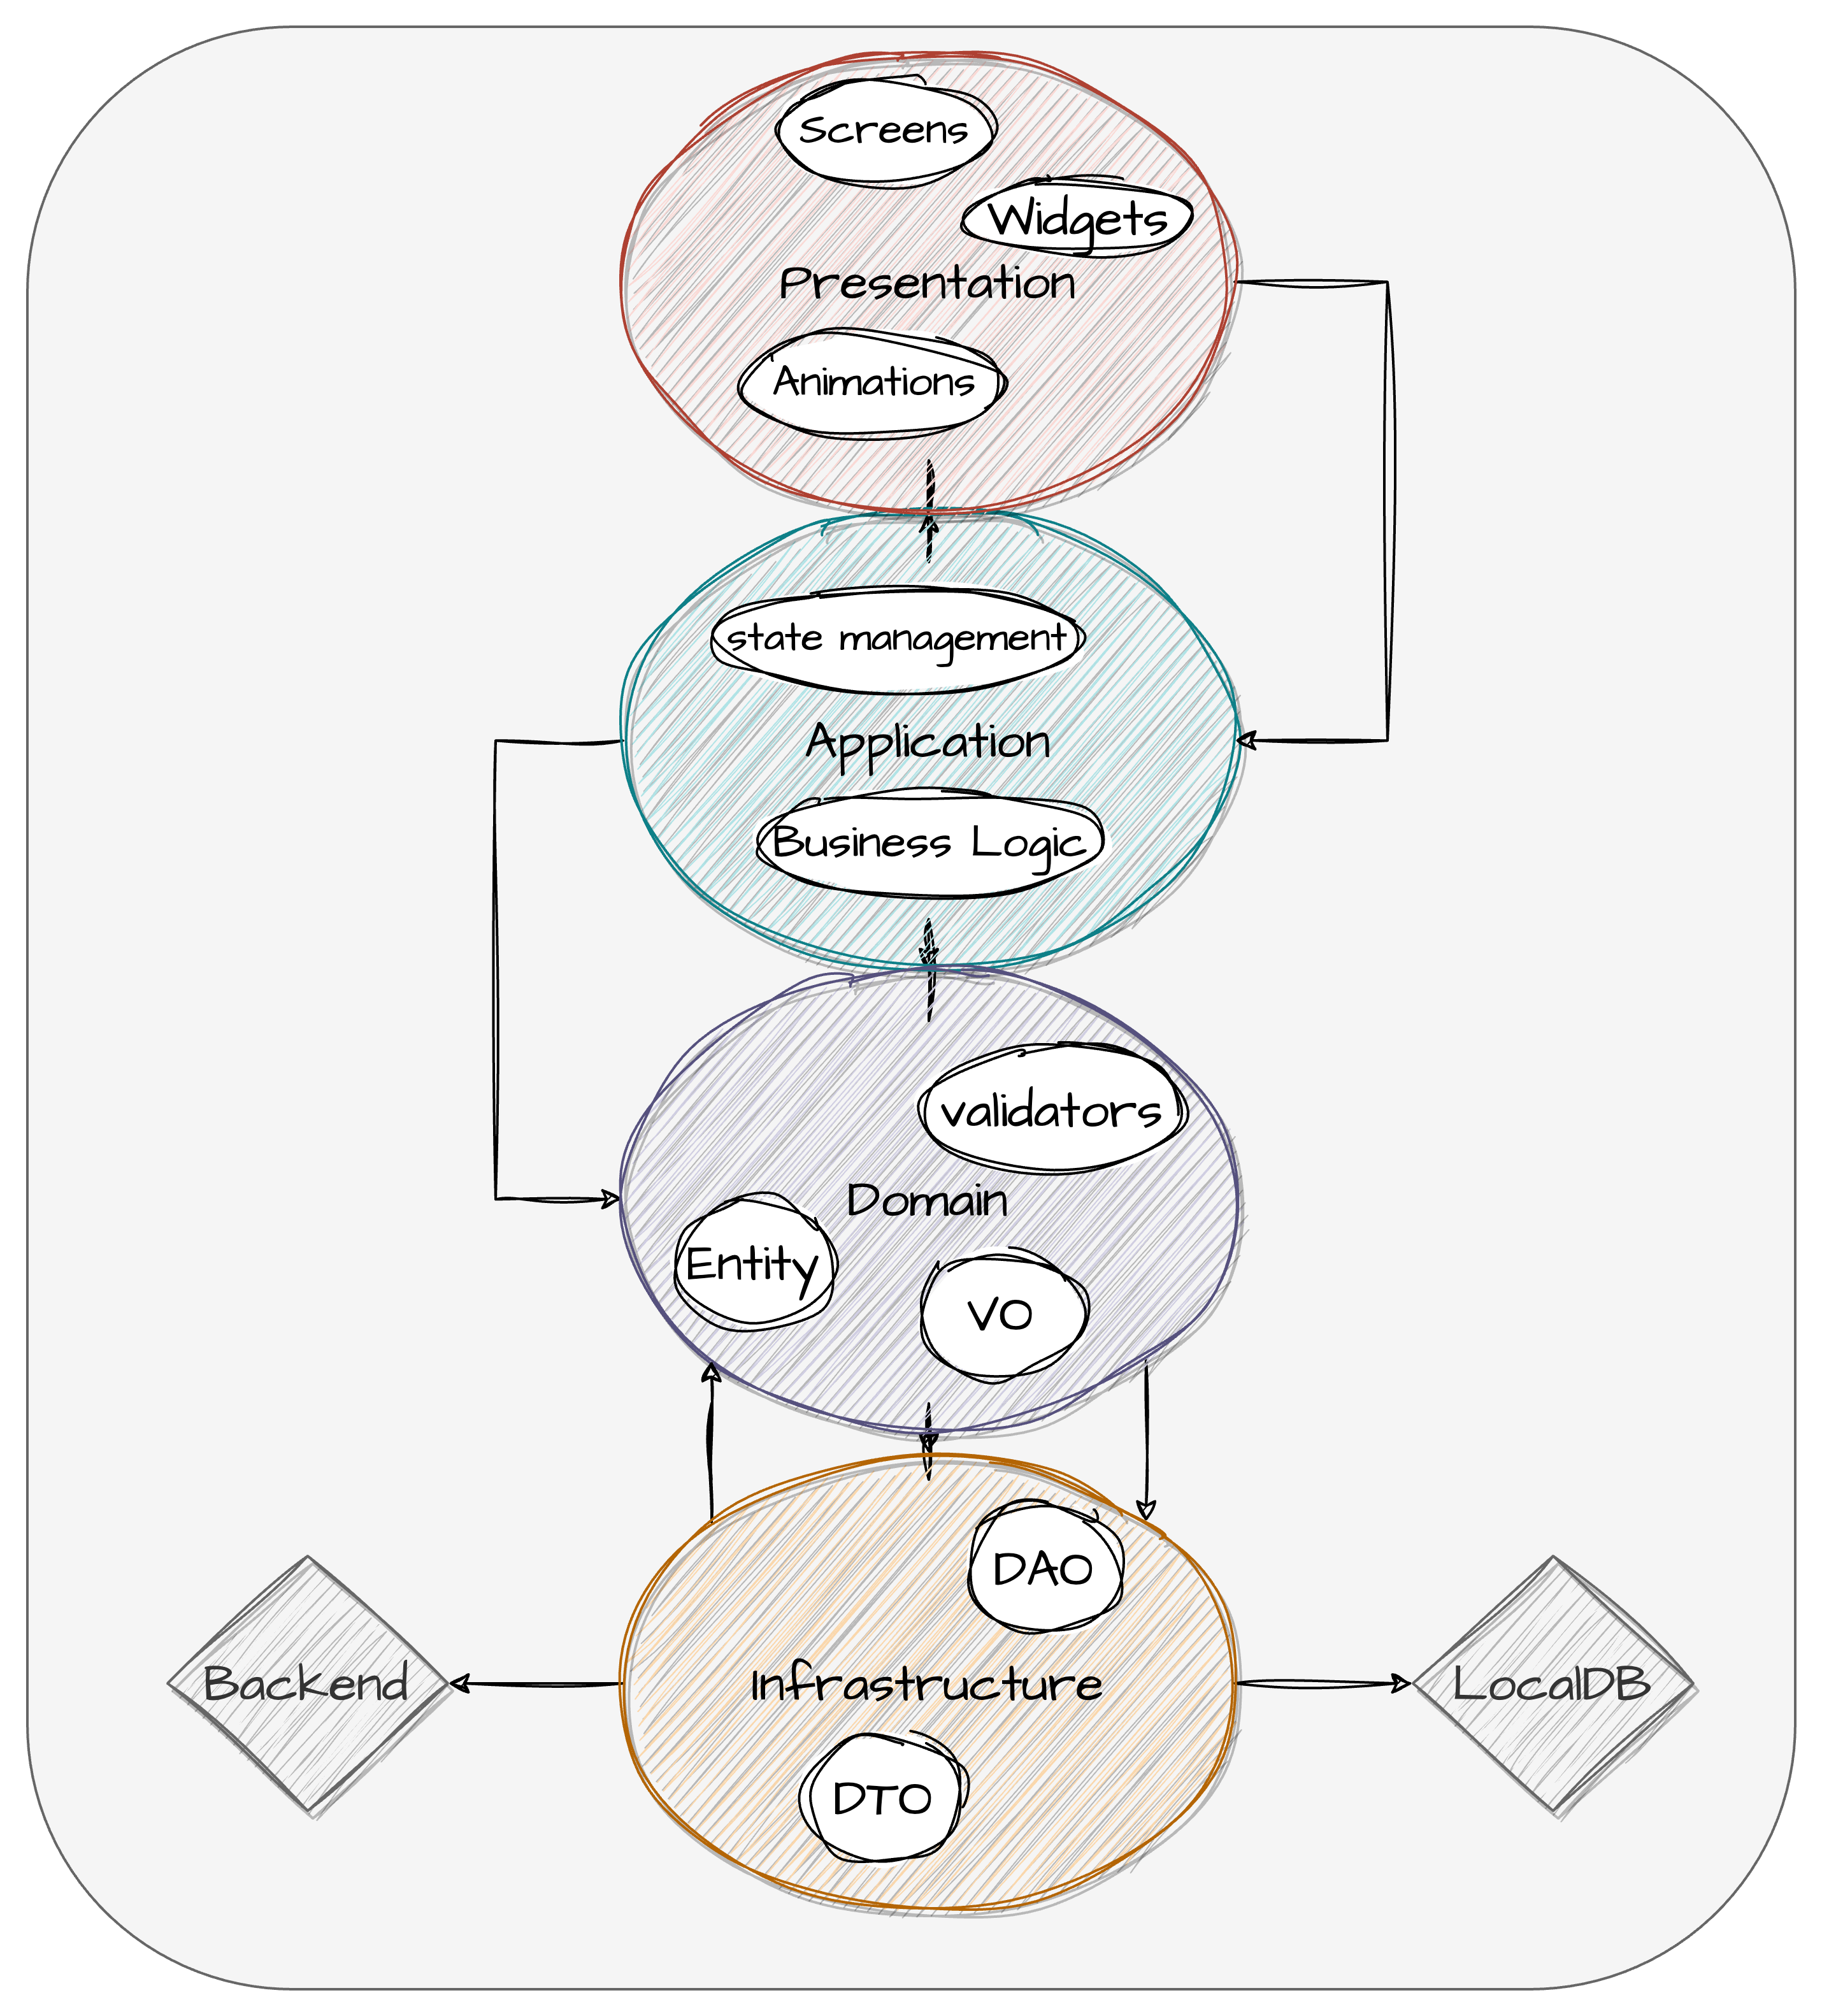 Screens
Widgets
Presentation
Animations
state management
Application
Business Logic
validators
Domain
Entity
VO
DAO
Backend
Infrastructure
LocalDB
DTO